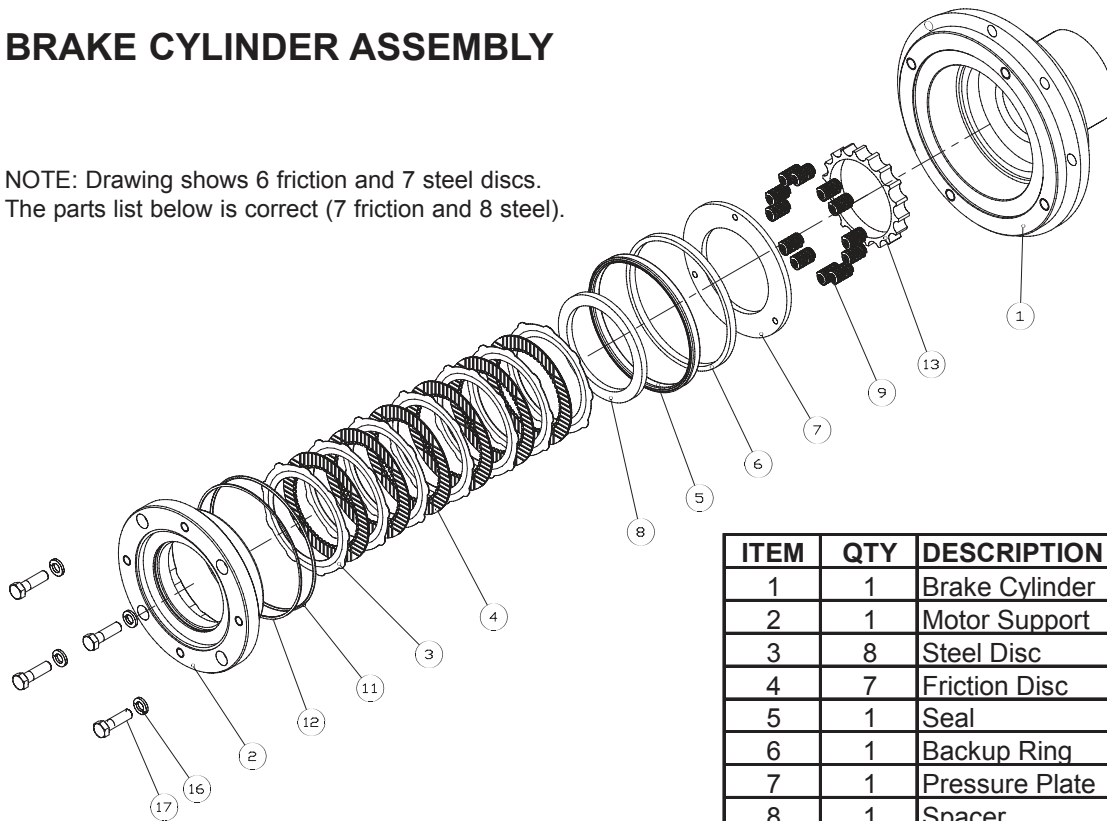 BRAKE CYLINDER ASSEMBLY
NOTE: Drawing shows 6 friction and 7 steel discs.
The parts list below is correct (7 friction and 8 steel).
1
13
9
7
6
5
8
4
3
11
12
2
16
17
ITEM QTY DESCRIPTION
1 1 Brake Cylinder
2 1 Motor Support
3 8 Steel Disc
4 7 Friction Disc
5 1 Seal
6 1 Backup Ring
7 1 Pressure Plate
8 1 Spacer